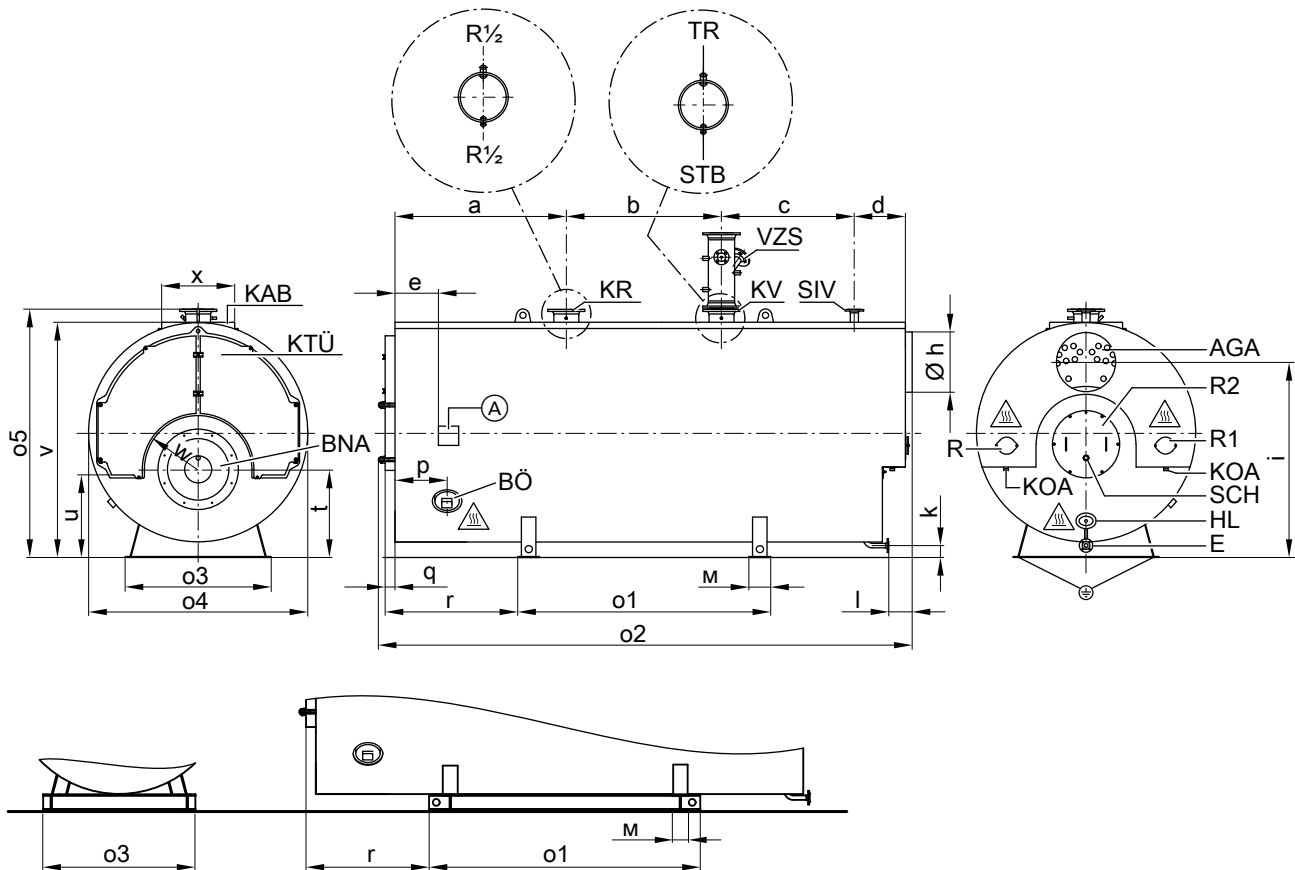 R½
R½
TR
STB
a
b
c
d
VZS
e
KR
KV
SIV
x
KAB
KTÜ
BNA
w
o5
v
u
t
o3
o4
A
p
BÖ
Ø h
k
q
r
o1
м
l
o2
AGA
R2
R
R1
KOA
KOA
SCH
HL
E
i
o3
r
o1
м